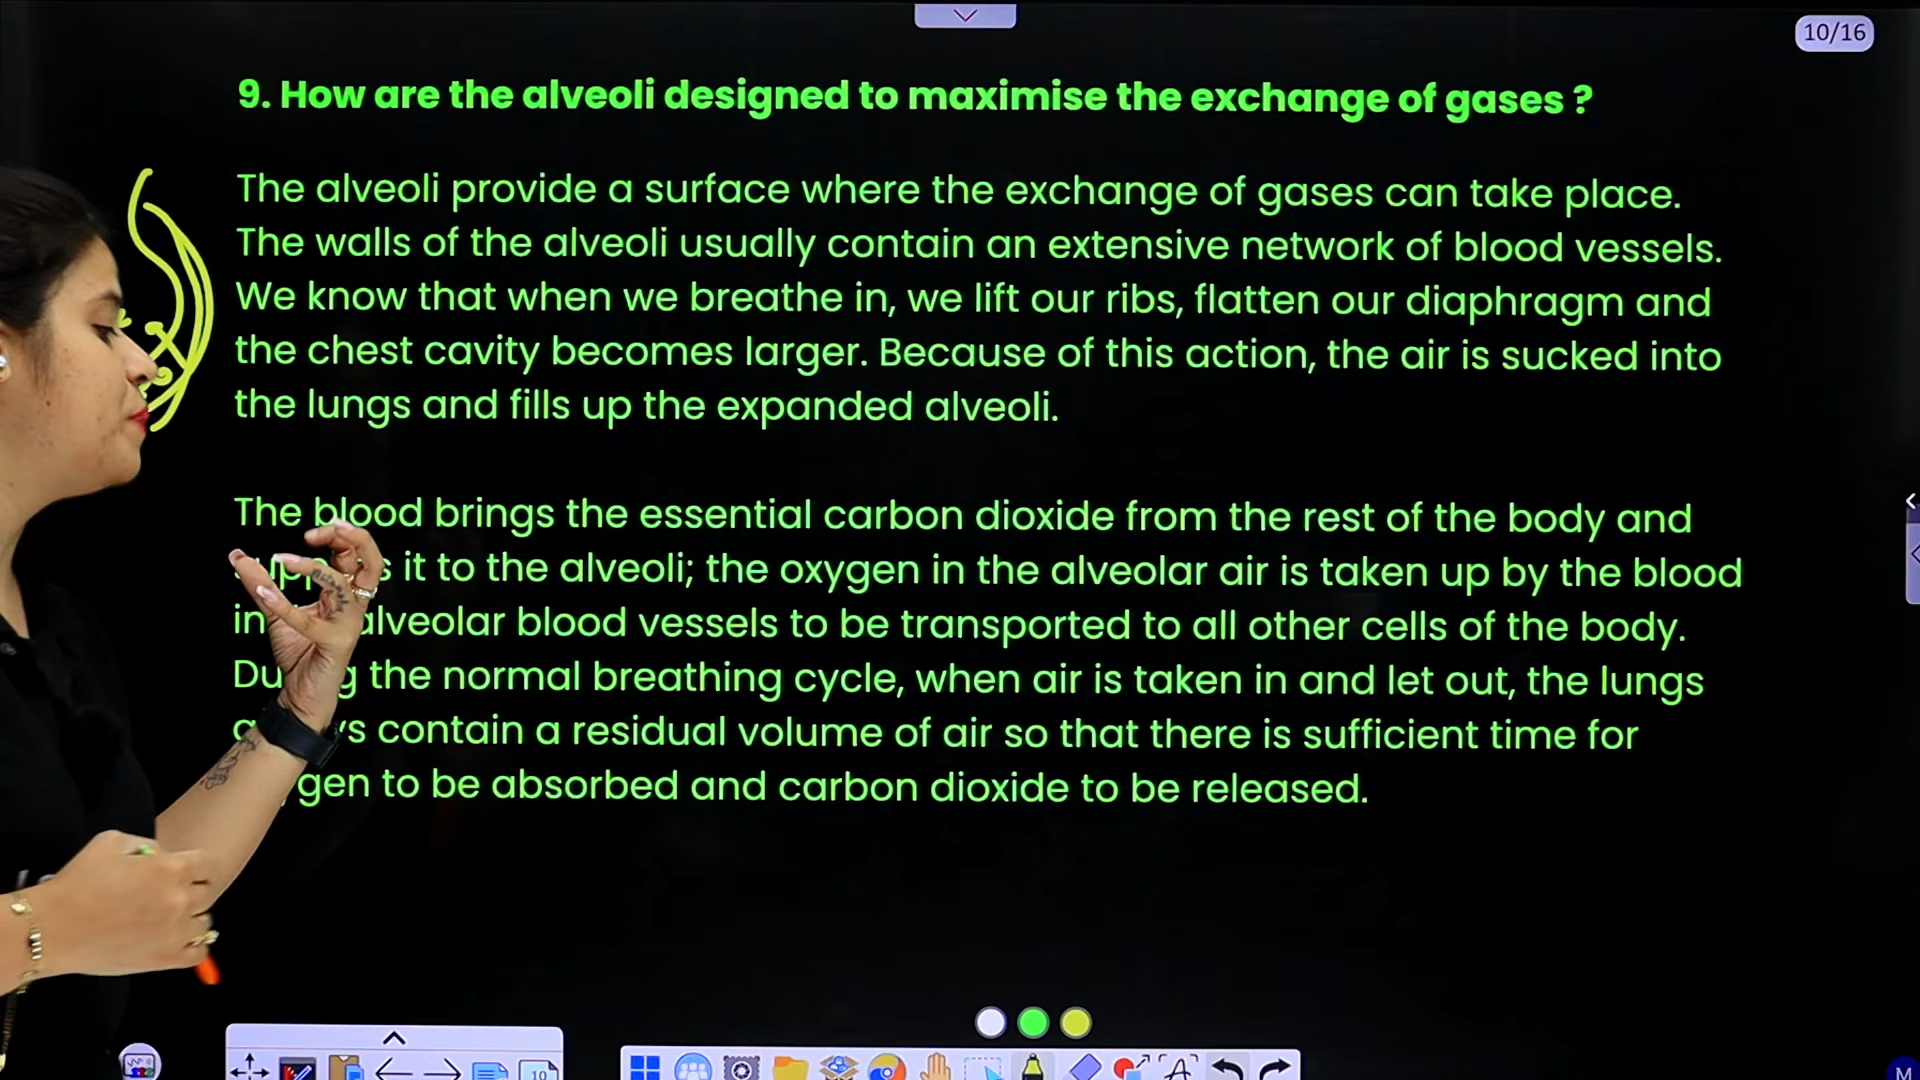 10/16
9. How are the alveoli designed to maximise the exchange of gases ?
The alveoli provide a surface where the exchange of gases can take place.
The walls of the alveoli usually contain an extensive network of blood vessels.
We know that when we breathe in, we lift our ribs, flatten our diaphragm and
the chest cavity becomes larger. Because of this action, the air is sucked into
the lungs and fills up the expanded alveoli.
The blood brings the essential carbon dioxide from the rest of the body and
it to the alveoli; the oxygen in the alveolar air is taken up by the blood
in alveolar blood vessels to be transported to all other cells of the body.
During the normal breathing cycle, when air is taken in and let out, the lungs
contain a residual volume of air so that there is sufficient time for
to be absorbed and carbon dioxide to be released.
10
M